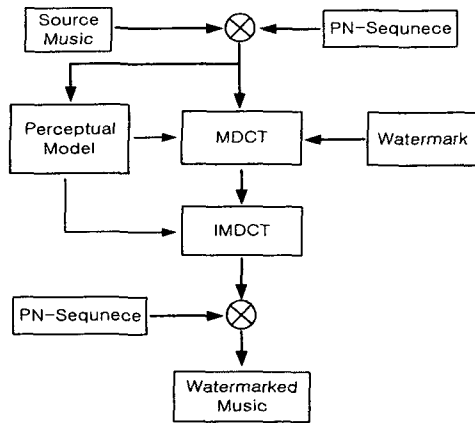 Source
Music
PN-Sequnece
Perceptual
Model
MDCT
Watermark
IMDCT
PN-Sequnece
Watermarked
Music